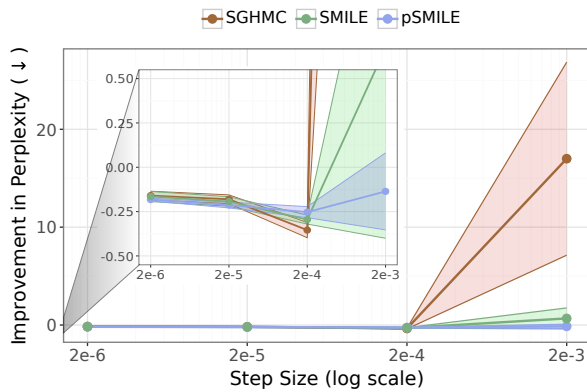 SGHMC SMILE pSMILE
Improvement in Perplexity (↓)
20
10
0
0.50
0.25
0.00
-0.25
-0.50
2e-6 2e-5 2e-4 2e-3
2e-6 2e-5 2e-4 2e-3
Step Size (log scale)